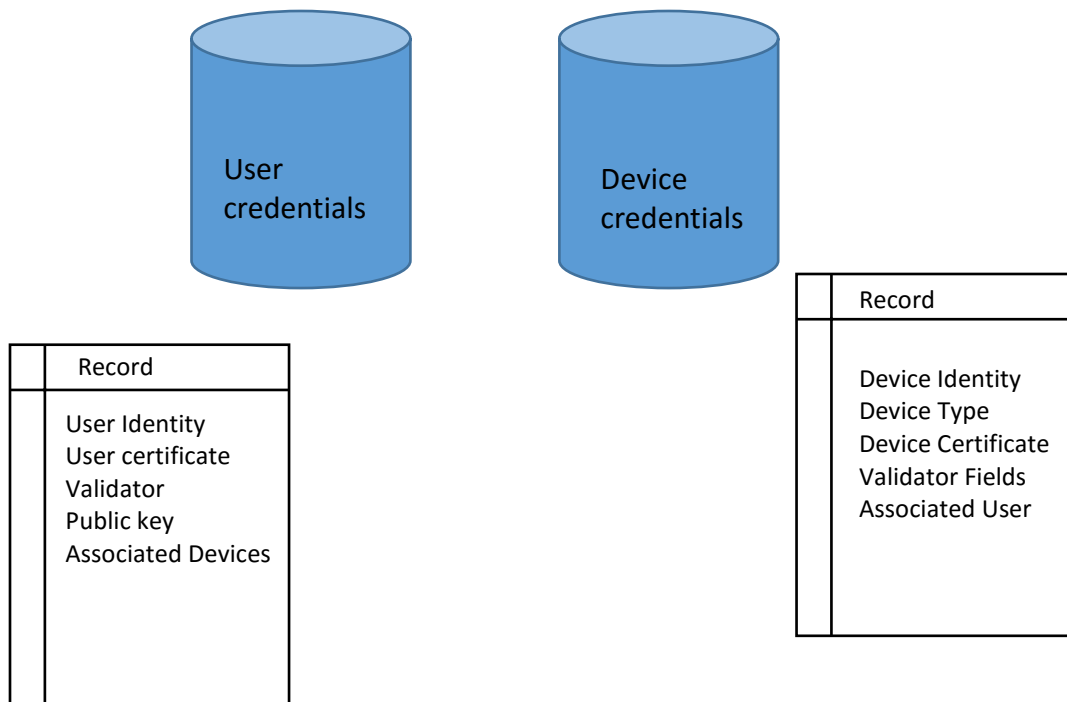 User
credentials
Device
credentials
Record
Device Identity
Device Type
Device Certificate
Validator Fields
Associated User
Record
User Identity
User certificate
Validator
Public key
Associated Devices